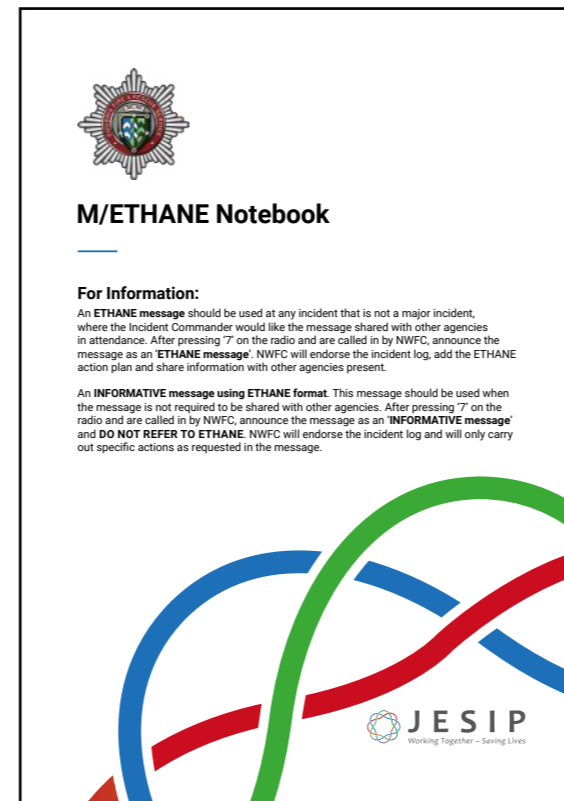 M/ETHANE Notebook
For Information:
An ETHANE message should be used at any incident that is not a major incident,
where the Incident Commander would like the message shared with other agencies
in attendance. After pressing ‘7’ on the radio and are called in by NWFC, announce the
message as an ‘ETHANE message’. NWFC will endorse the incident log, add the ETHANE
action plan and share information with other agencies present.
An INFORMATIVE message using ETHANE format. This message should be used when
the message is not required to be shared with other agencies. After pressing ‘7’ on the
radio and are called in by NWFC, announce the message as an ‘INFORMATIVE message’
and DO NOT REFER TO ETHANE. NWFC will endorse the incident log and will only carry
out specific actions as requested in the message.
JESIP
Working Together – Saving Lives